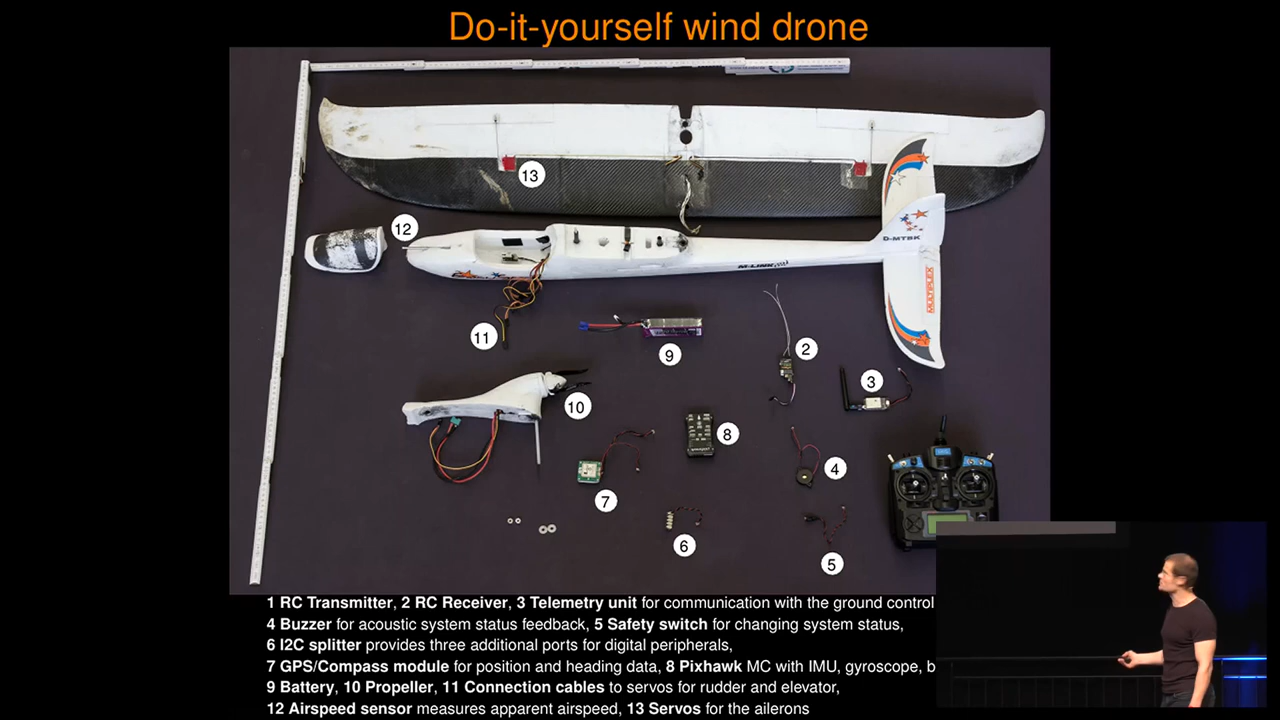 Do-it-yourself wind drone
13
12
D-MTBK
M-LINK
MULTIPLEX
11
9
2
3
10
8
4
7
6
5
1 RC Transmitter, 2 RC Receiver, 3 Telemetry unit for communication with the ground control
4 Buzzer for acoustic system status feedback, 5 Safety switch for changing system status,
6 I2C splitter provides three additional ports for digital peripherals,
7 GPS/Compass module for position and heading data, 8 Pixhawk MC with IMU, gyroscope, b
9 Battery, 10 Propeller, 11 Connection cables to servos for rudder and elevator,
12 Airspeed sensor measures apparent airspeed, 13 Servos for the ailerons